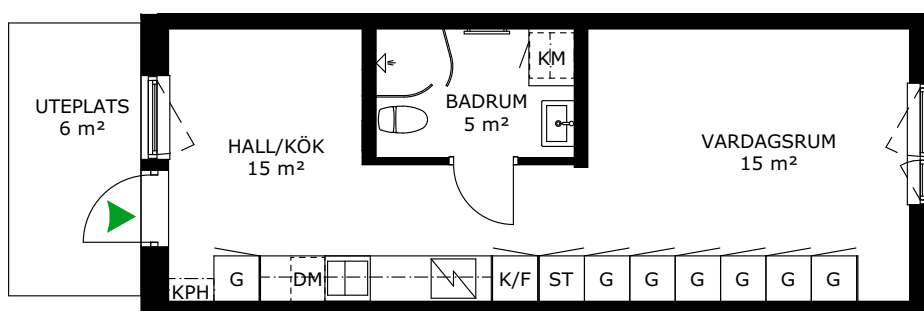 UTEPLATS
6 m²
HALL/KÖK
15 m²
BADRUM
5 m²
KM
VARDAGSRUM
15 m²
KPH
G
DM
K/F
ST
G
G
G
G
G
G